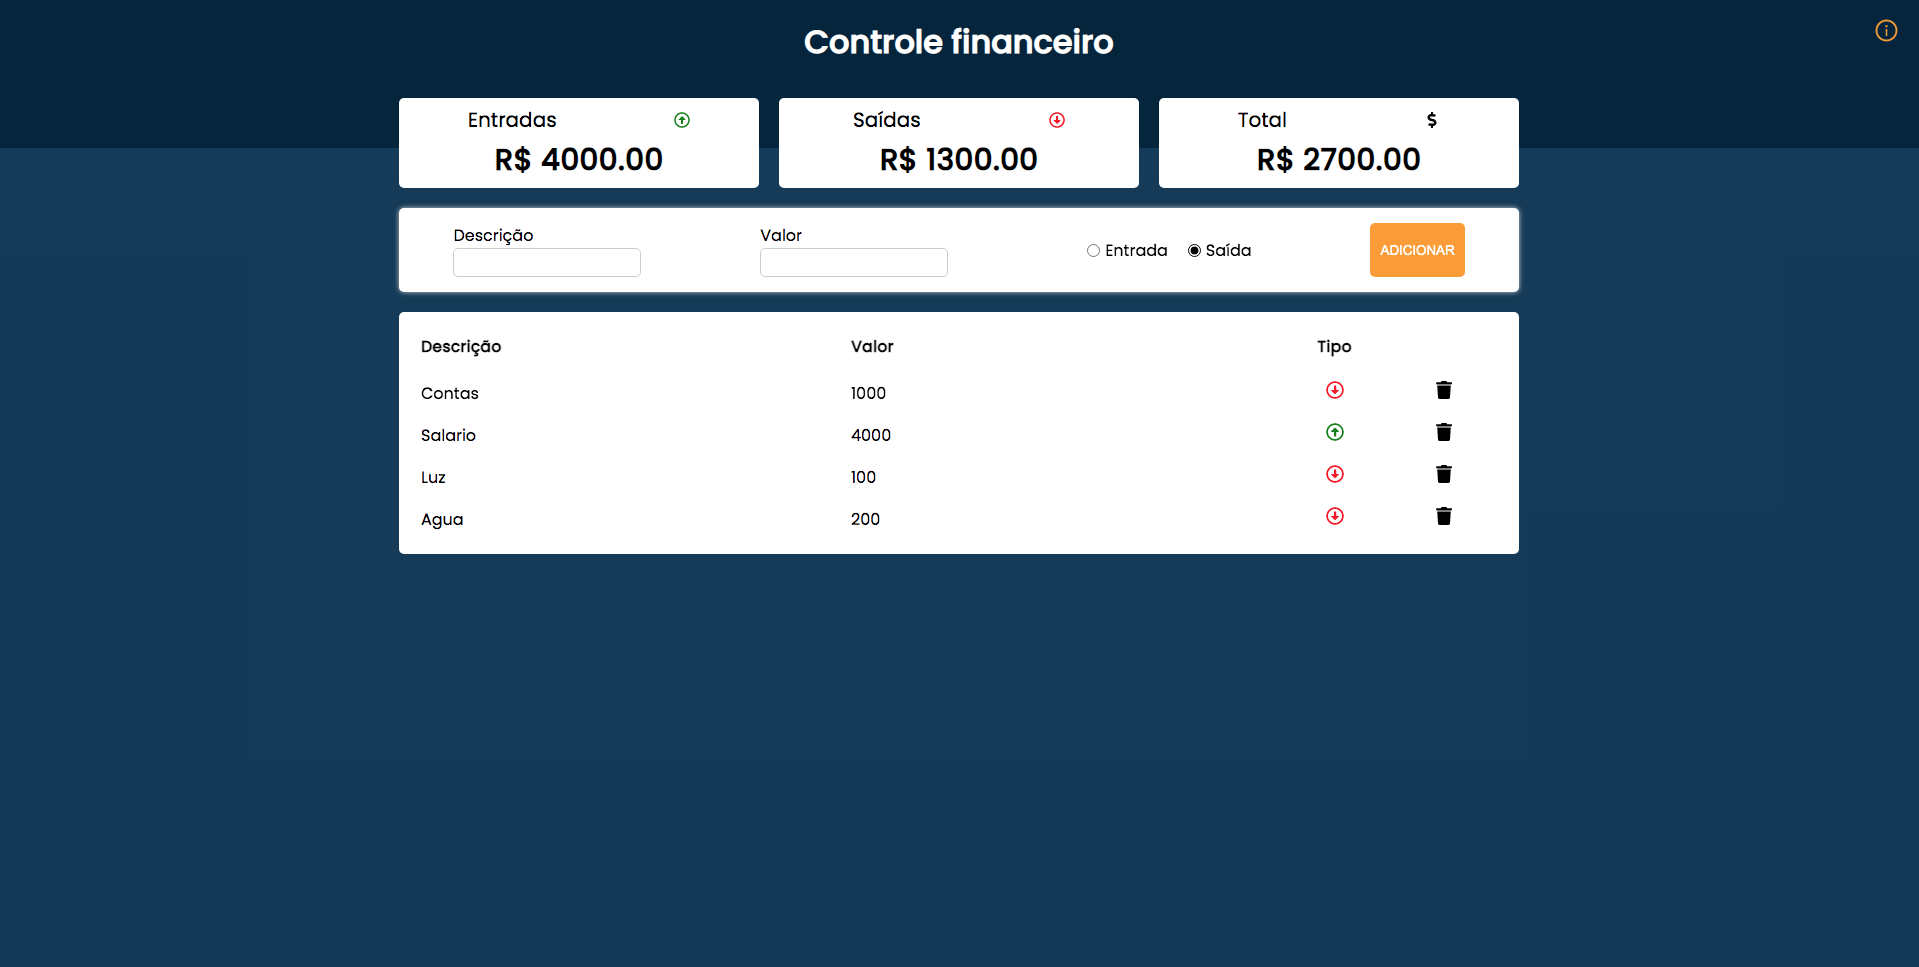 Controle financeiro
Entradas
R$ 4000.00
Saídas
R$ 1300.00
Total $
R$ 2700.00
Descrição
Valor
Entrada Saída
ADICIONAR
Descrição Valor Tipo
Contas 1000
Salario 4000
Luz 100
Agua 200